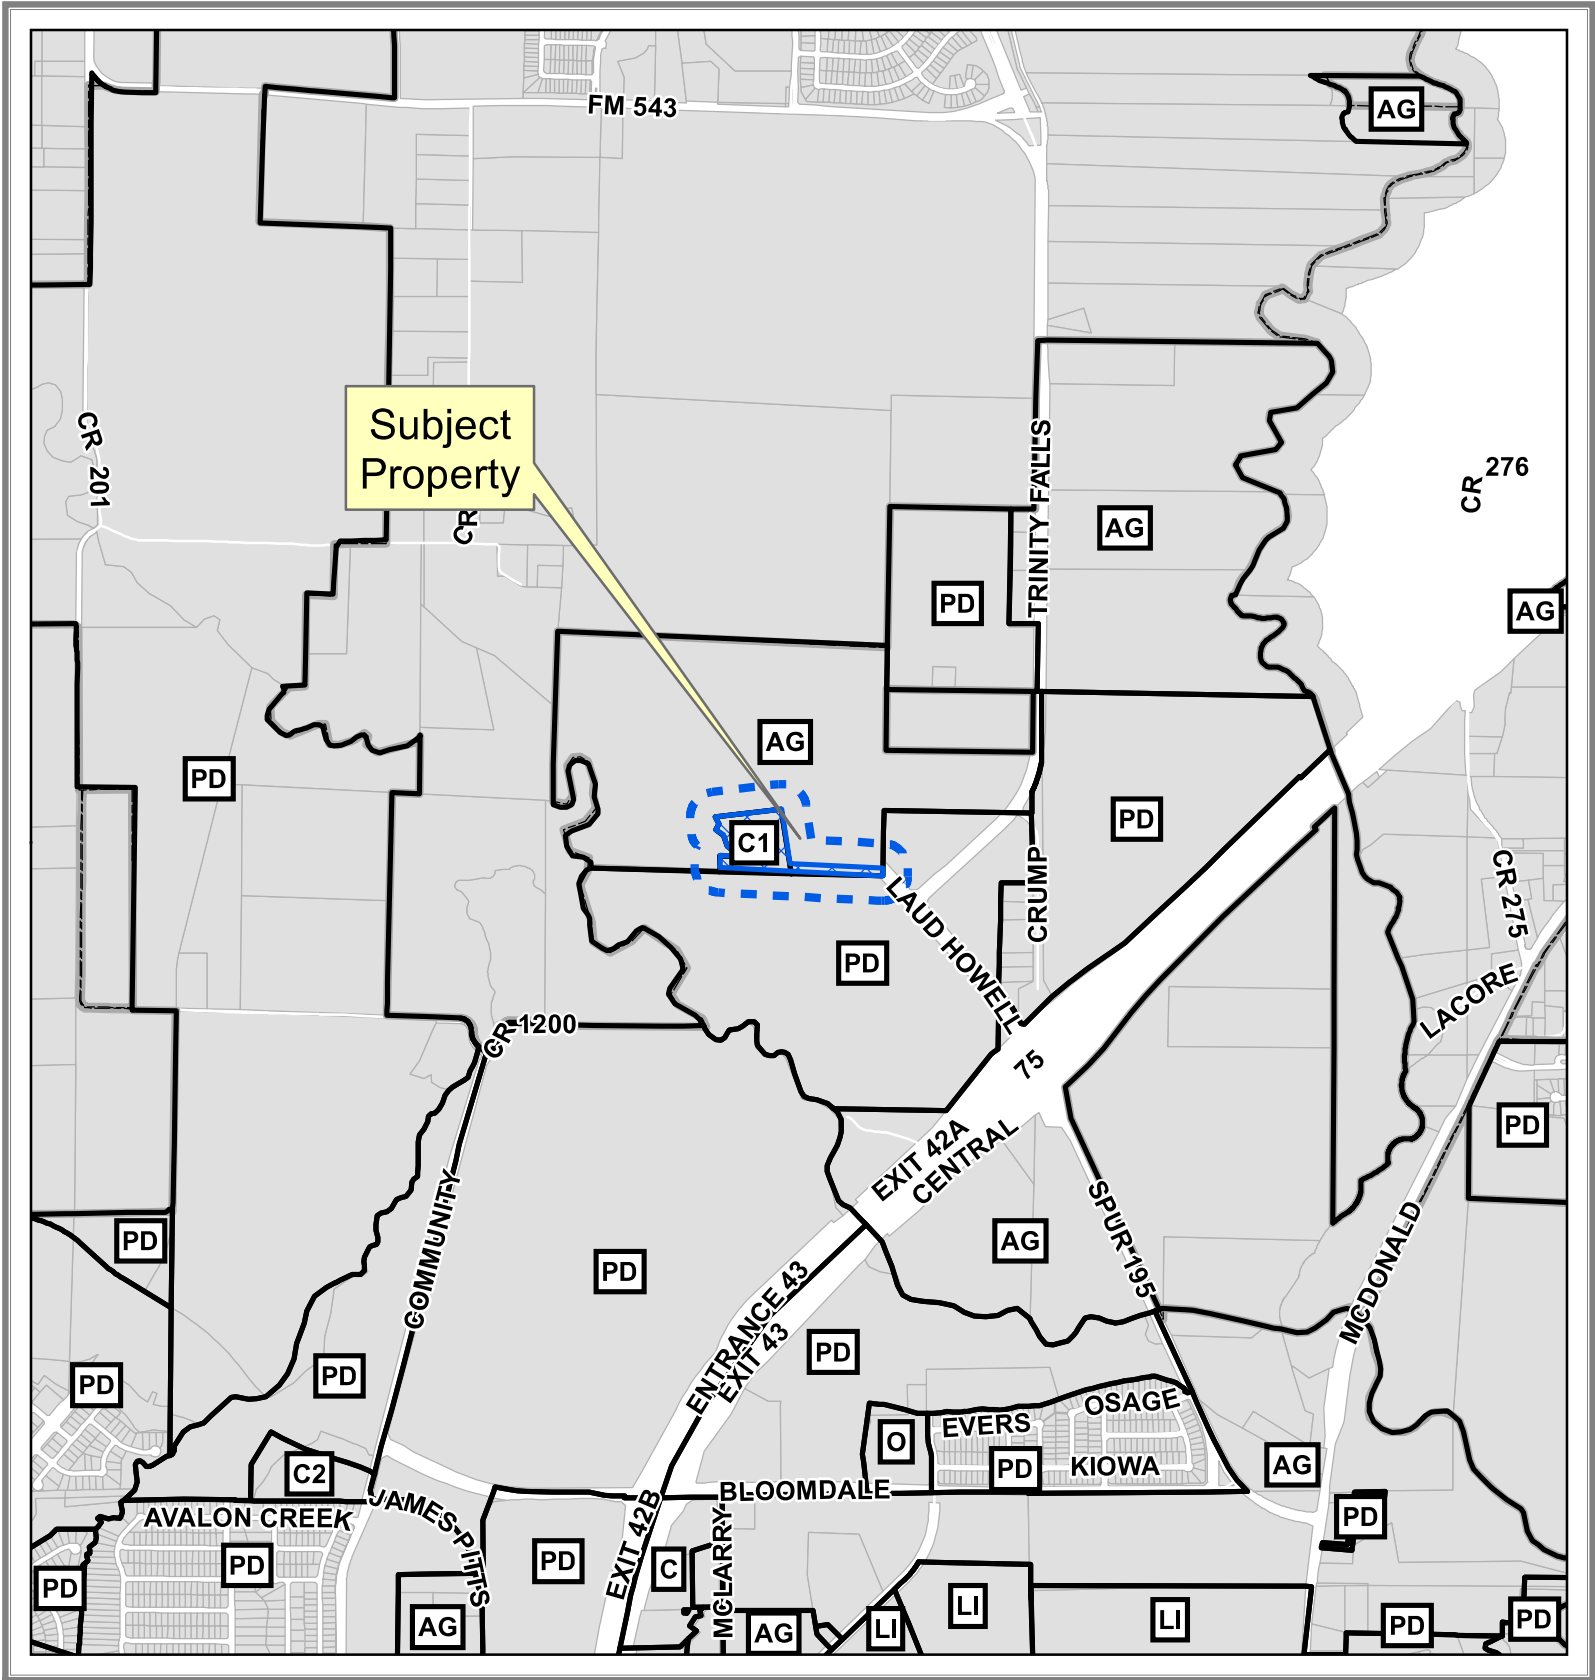 FM 543
AG
Subject
Property
CR 201
CR
TRINITY FALLS
AG
CR 276
PD
AG
AG
PD
PD
C1
CRUMP
LAUD HOWELL
CR 275
PD
LACORE
CR 1200
75
PD
EXIT 42A
CENTRAL
COMMUNITY
SPUR 195
PD
AG
MCDONALD
PD
ENTRANCE 43
EXIT 43
PD
PD
PD
OSAGE
EVERS
O
PD
KIOWA
AG
C2
BLOOMDALE
JAMES PITTS
AVALON CREEK
EXIT 42B
MCLARRY
PD
PD
PD
C
PD
LI
LI
AG
AG
LI
PD
PD